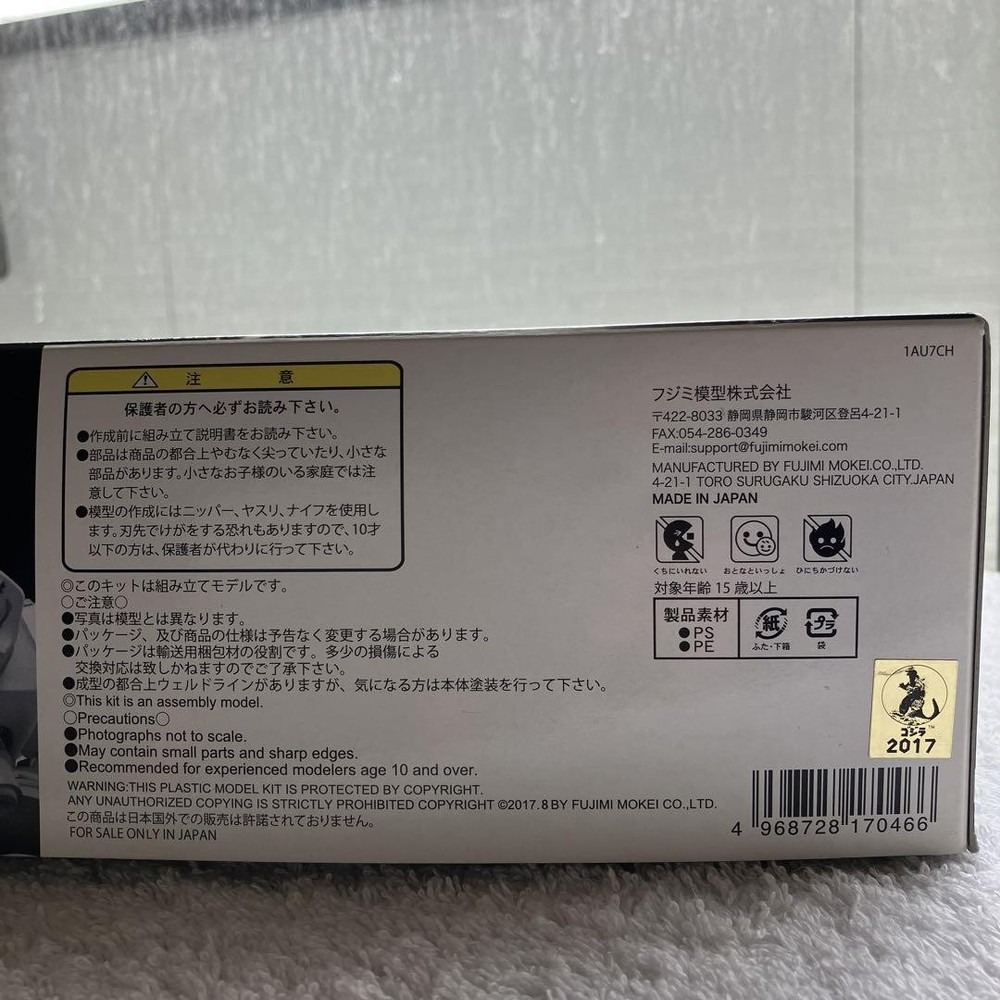 1AU7CH
注 意
保護者の方へ必ずお読み下さい。
●作成前に組み立て説明書をお読み下さい。
●部品は商品の都合上やむなく尖っていたり、小さな
部品があります。小さなお子様のいる家庭では注
意して下さい。
●模型の作成にはニッパー、ヤスリ、ナイフを使用し
ます。刃先でけがをする恐れもありますので、10才
以下の方は、保護者が代わりに行って下さい。
◎このキットは組み立てモデルです。
○ご注意○
●写真は模型とは異なります。
●パッケージ、及び商品の仕様は予告なく変更する場合があります。
●パッケージは輸送用梱包材の役割です。多少の損傷による
交換対応は致しかねますのでご了承下さい。
●成型の都合上ウェルドラインがありますが、気になる方は本体塗装を行って下さい。
◎This kit is an assembly model.
○Precautions○
●Photographs not to scale.
●May contain small parts and sharp edges.
●Recommended for experienced modelers age 10 and over.
WARNING:THIS PLASTIC MODEL KIT IS PROTECTED BY COPYRIGHT.
ANY UNAUTHORIZED COPYING IS STRICTLY PROHIBITED COPYRIGHT ©2017. 8 BY FUJIMI MOKEI CO.,LTD.
この商品は日本国外での販売は許諾されておりません。
FOR SALE ONLY IN JAPAN
フジミ模型株式会社
〒422-8033 静岡県静岡市駿河区登呂4-21-1
FAX:054-286-0349
E-mail:support@fujimimokei.com
MANUFACTURED BY FUJIMI MOKEI.CO.,LTD.
4-21-1 TORO SURUGAKU SHIZUOKA CITY.JAPAN
MADE IN JAPAN
くちにいれない おとなといっしょ ひにちかづけない
対象年齢 15 歳以上
製品素材
●PS
●PE
紙 プラ
ふた・下箱 袋
ゴジラ™
2017
4 968728 170466